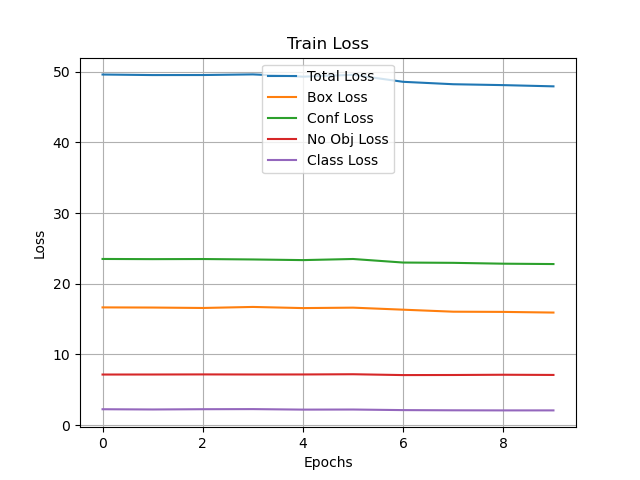 Train Loss
50
40
30
20
10
0
Loss
Total Loss
Box Loss
Conf Loss
No Obj Loss
Class Loss
0 2 4 6 8
Epochs